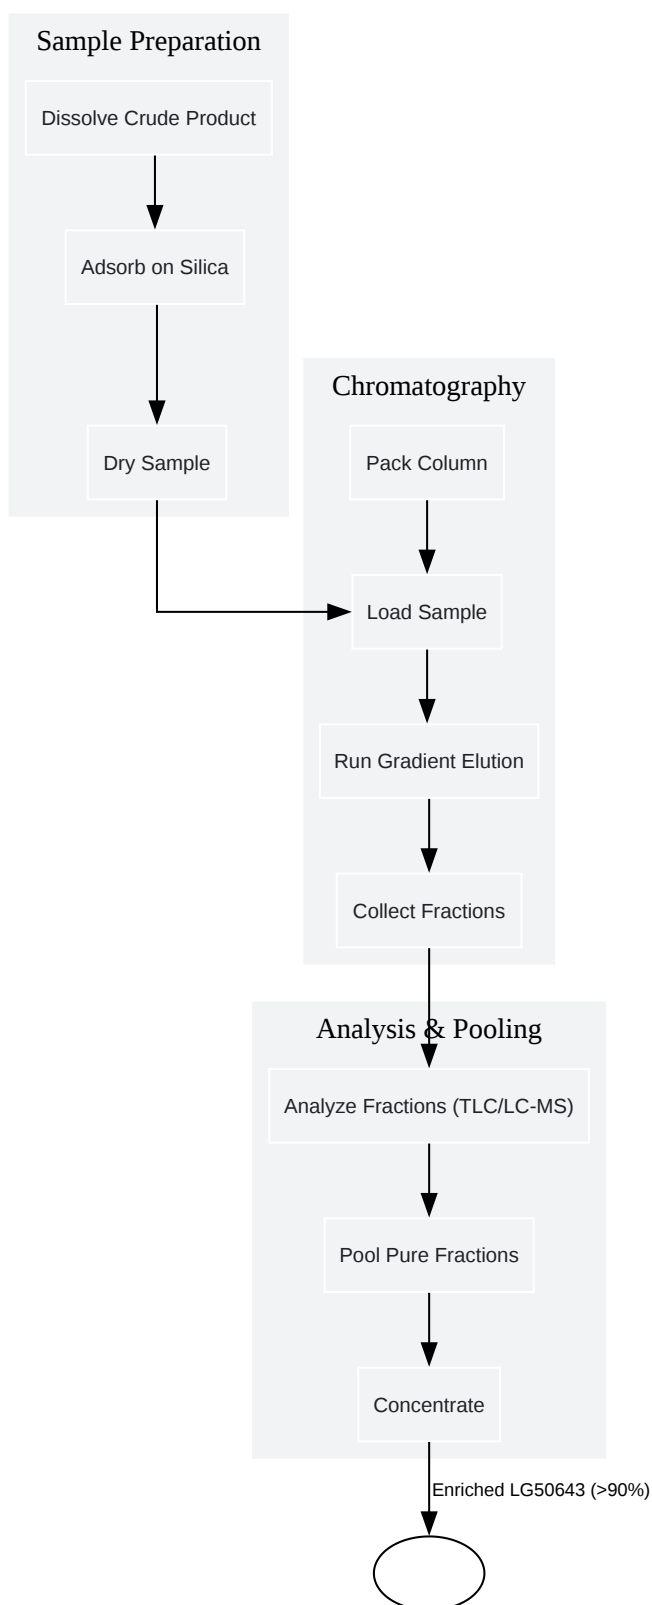 Sample Preparation
Dissolve Crude Product
Adsorb on Silica
Dry Sample
Chromatography
Pack Column
Load Sample
Run Gradient Elution
Collect Fractions
Analysis & Pooling
Analyze Fractions (TLC/LC-MS)
Pool Pure Fractions
Concentrate
Enriched LG50643 (>90%)